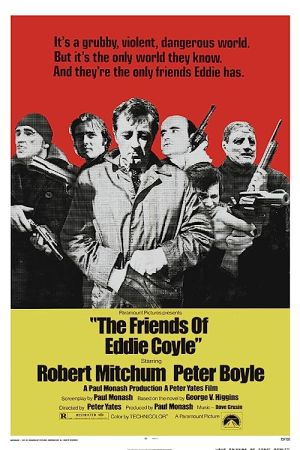 It's a grubby, violent, dangerous world.
But it's the only world they know.
And they're the only friends Eddie has.
Paramount Pictures presents
"The Friends Of
Eddie Coyle"
Starring
Robert Mitchum Peter Boyle
A Paul Monash Production A Peter Yates Film
Screenplay by Paul Monash Based on the novel by George V. Higgins
Directed by Peter Yates Produced by Paul Monash Music - Dave Grusin
R RESTRICTED Color by TECHNICOLOR® A Paramount Picture